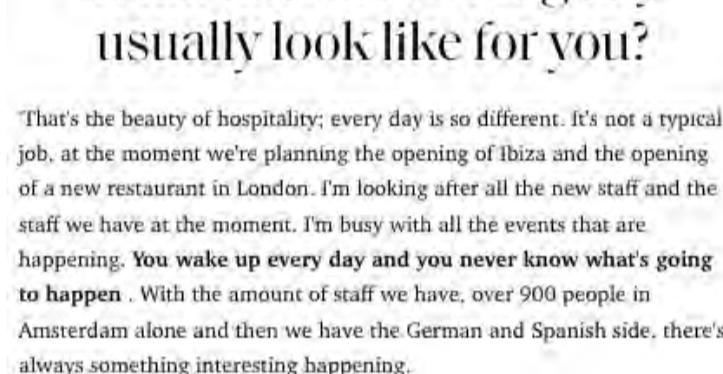 usually look like for you?
'That's the beauty of hospitality; every day is so different. It's not a typical
job, at the moment we're planning the opening of Ibiza and the opening
of a new restaurant in London. I'm looking after all the new staff and the
staff we have at the moment. I'm busy with all the events that are
happening. You wake up every day and you never know what's going
to happen . With the amount of staff we have, over 900 people in
Amsterdam alone and then we have the German and Spanish side, there's
always something interesting happening.